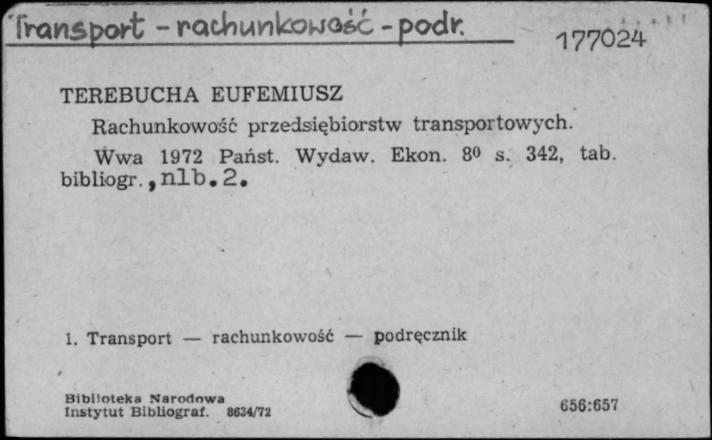 Transport - rachunkowość - podr.
177024
TEREBUCHA EUFEMIUSZ
Rachunkowość przedsiębiorstw transportowych.
Wwa 1972 Państ. Wydaw. Ekon. 8⁰ s. 342, tab.
bibliogr., nlb. 2.
1. Transport — rachunkowość — podręcznik
Biblioteka Narodowa
Instytut Bibliograf. 8634/72
656:657